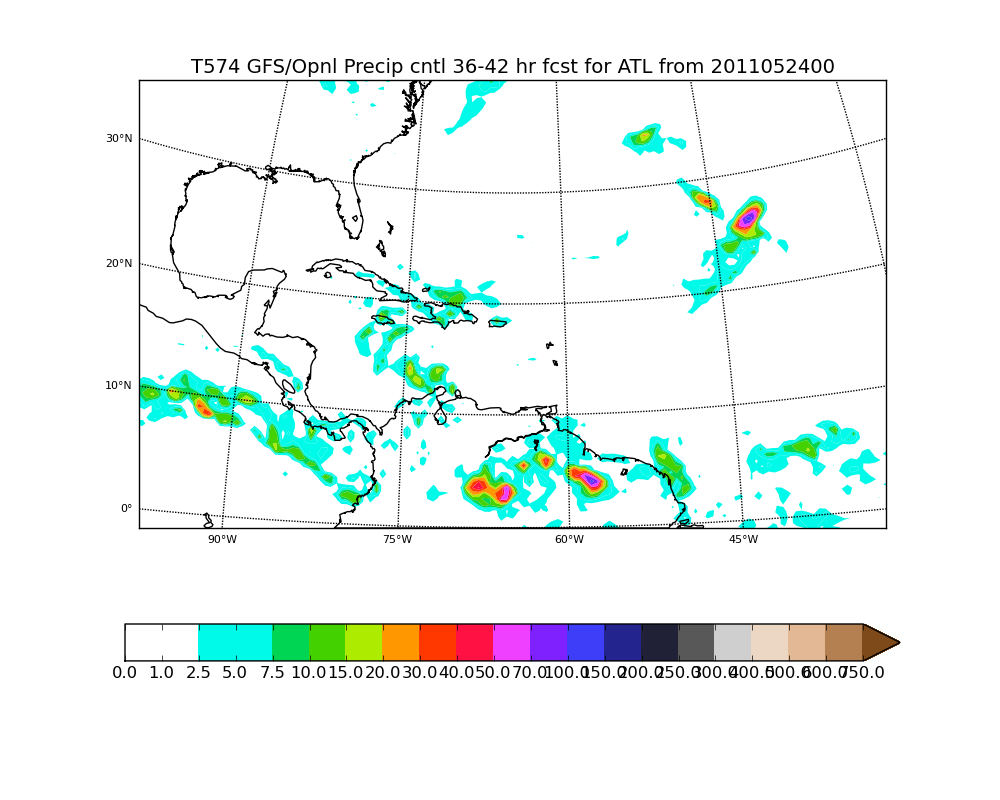 T574 GFS/Opnl Precip cntl 36-42 hr fcst for ATL from 2011052400
30°N
20°N
10°N
0°
90°W 75°W 60°W 45°W
0.0 1.0 2.5 5.0 7.5 10.0 15.0 20.0 30.0 40.0 50.0 70.0 100.0 150.0 200.0 250.0 300.0 400.0 500.0 600.0 750.0